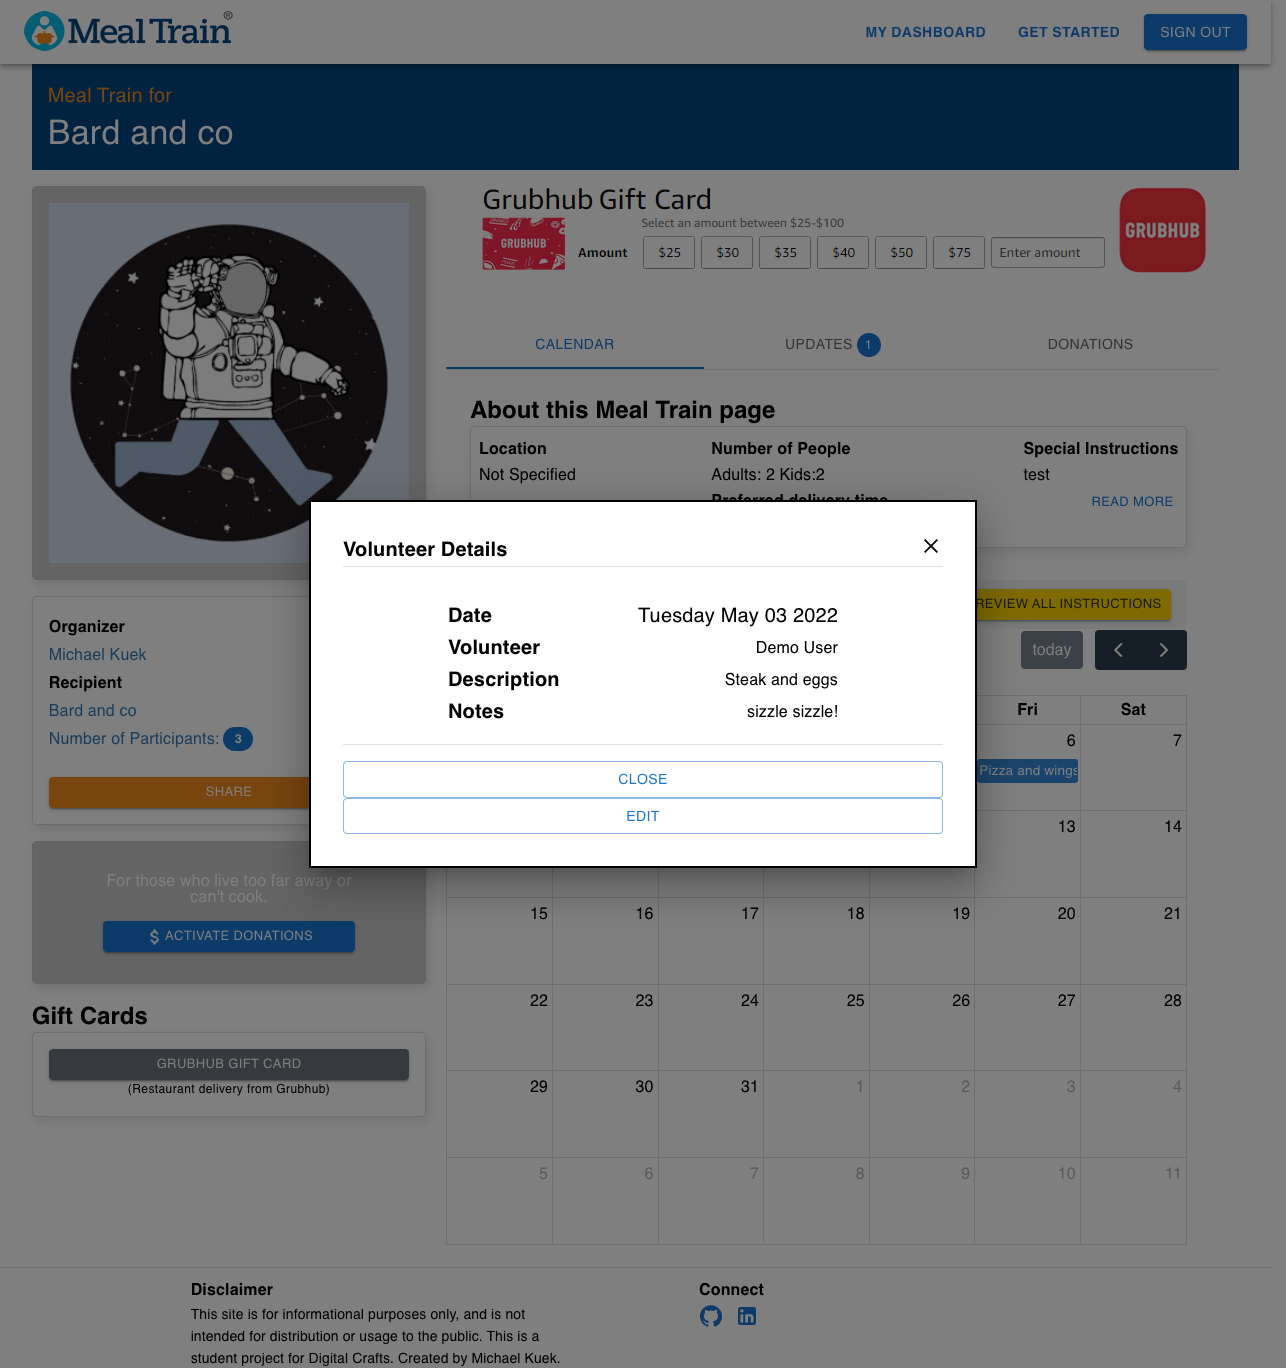 Meal Train®
MY DASHBOARD
GET STARTED
SIGN OUT
Meal Train for
Bard and co
Grubhub Gift Card
Select an amount between $25-$100
GRUBHUB
Amount
$25
$30
$35
$40
$50
$75
Enter amount
GRUBHUB
CALENDAR
UPDATES 1
DONATIONS
About this Meal Train page
Location
Not Specified
Number of People
Adults: 2 Kids:2
Preferred delivery time
Special Instructions
test
READ MORE
Volunteer Details
Date Tuesday May 03 2022
Volunteer Demo User
Description Steak and eggs
Notes sizzle sizzle!
CLOSE
EDIT
Organizer
Michael Kuek
Recipient
Bard and co
Number of Participants: 3
SHARE
For those who live too far away or
can't cook.
$ ACTIVATE DONATIONS
Gift Cards
GRUBHUB GIFT CARD
(Restaurant delivery from Grubhub)
REVIEW ALL INSTRUCTIONS
today
Fri Sat
6 7
Pizza and wings
13 14
15 16 17 18 19 20 21
22 23 24 25 26 27 28
29 30 31 1 2 3 4
5 6 7 8 9 10 11
Disclaimer
This site is for informational purposes only, and is not
intended for distribution or usage to the public. This is a
student project for Digital Crafts. Created by Michael Kuek.
Connect
in